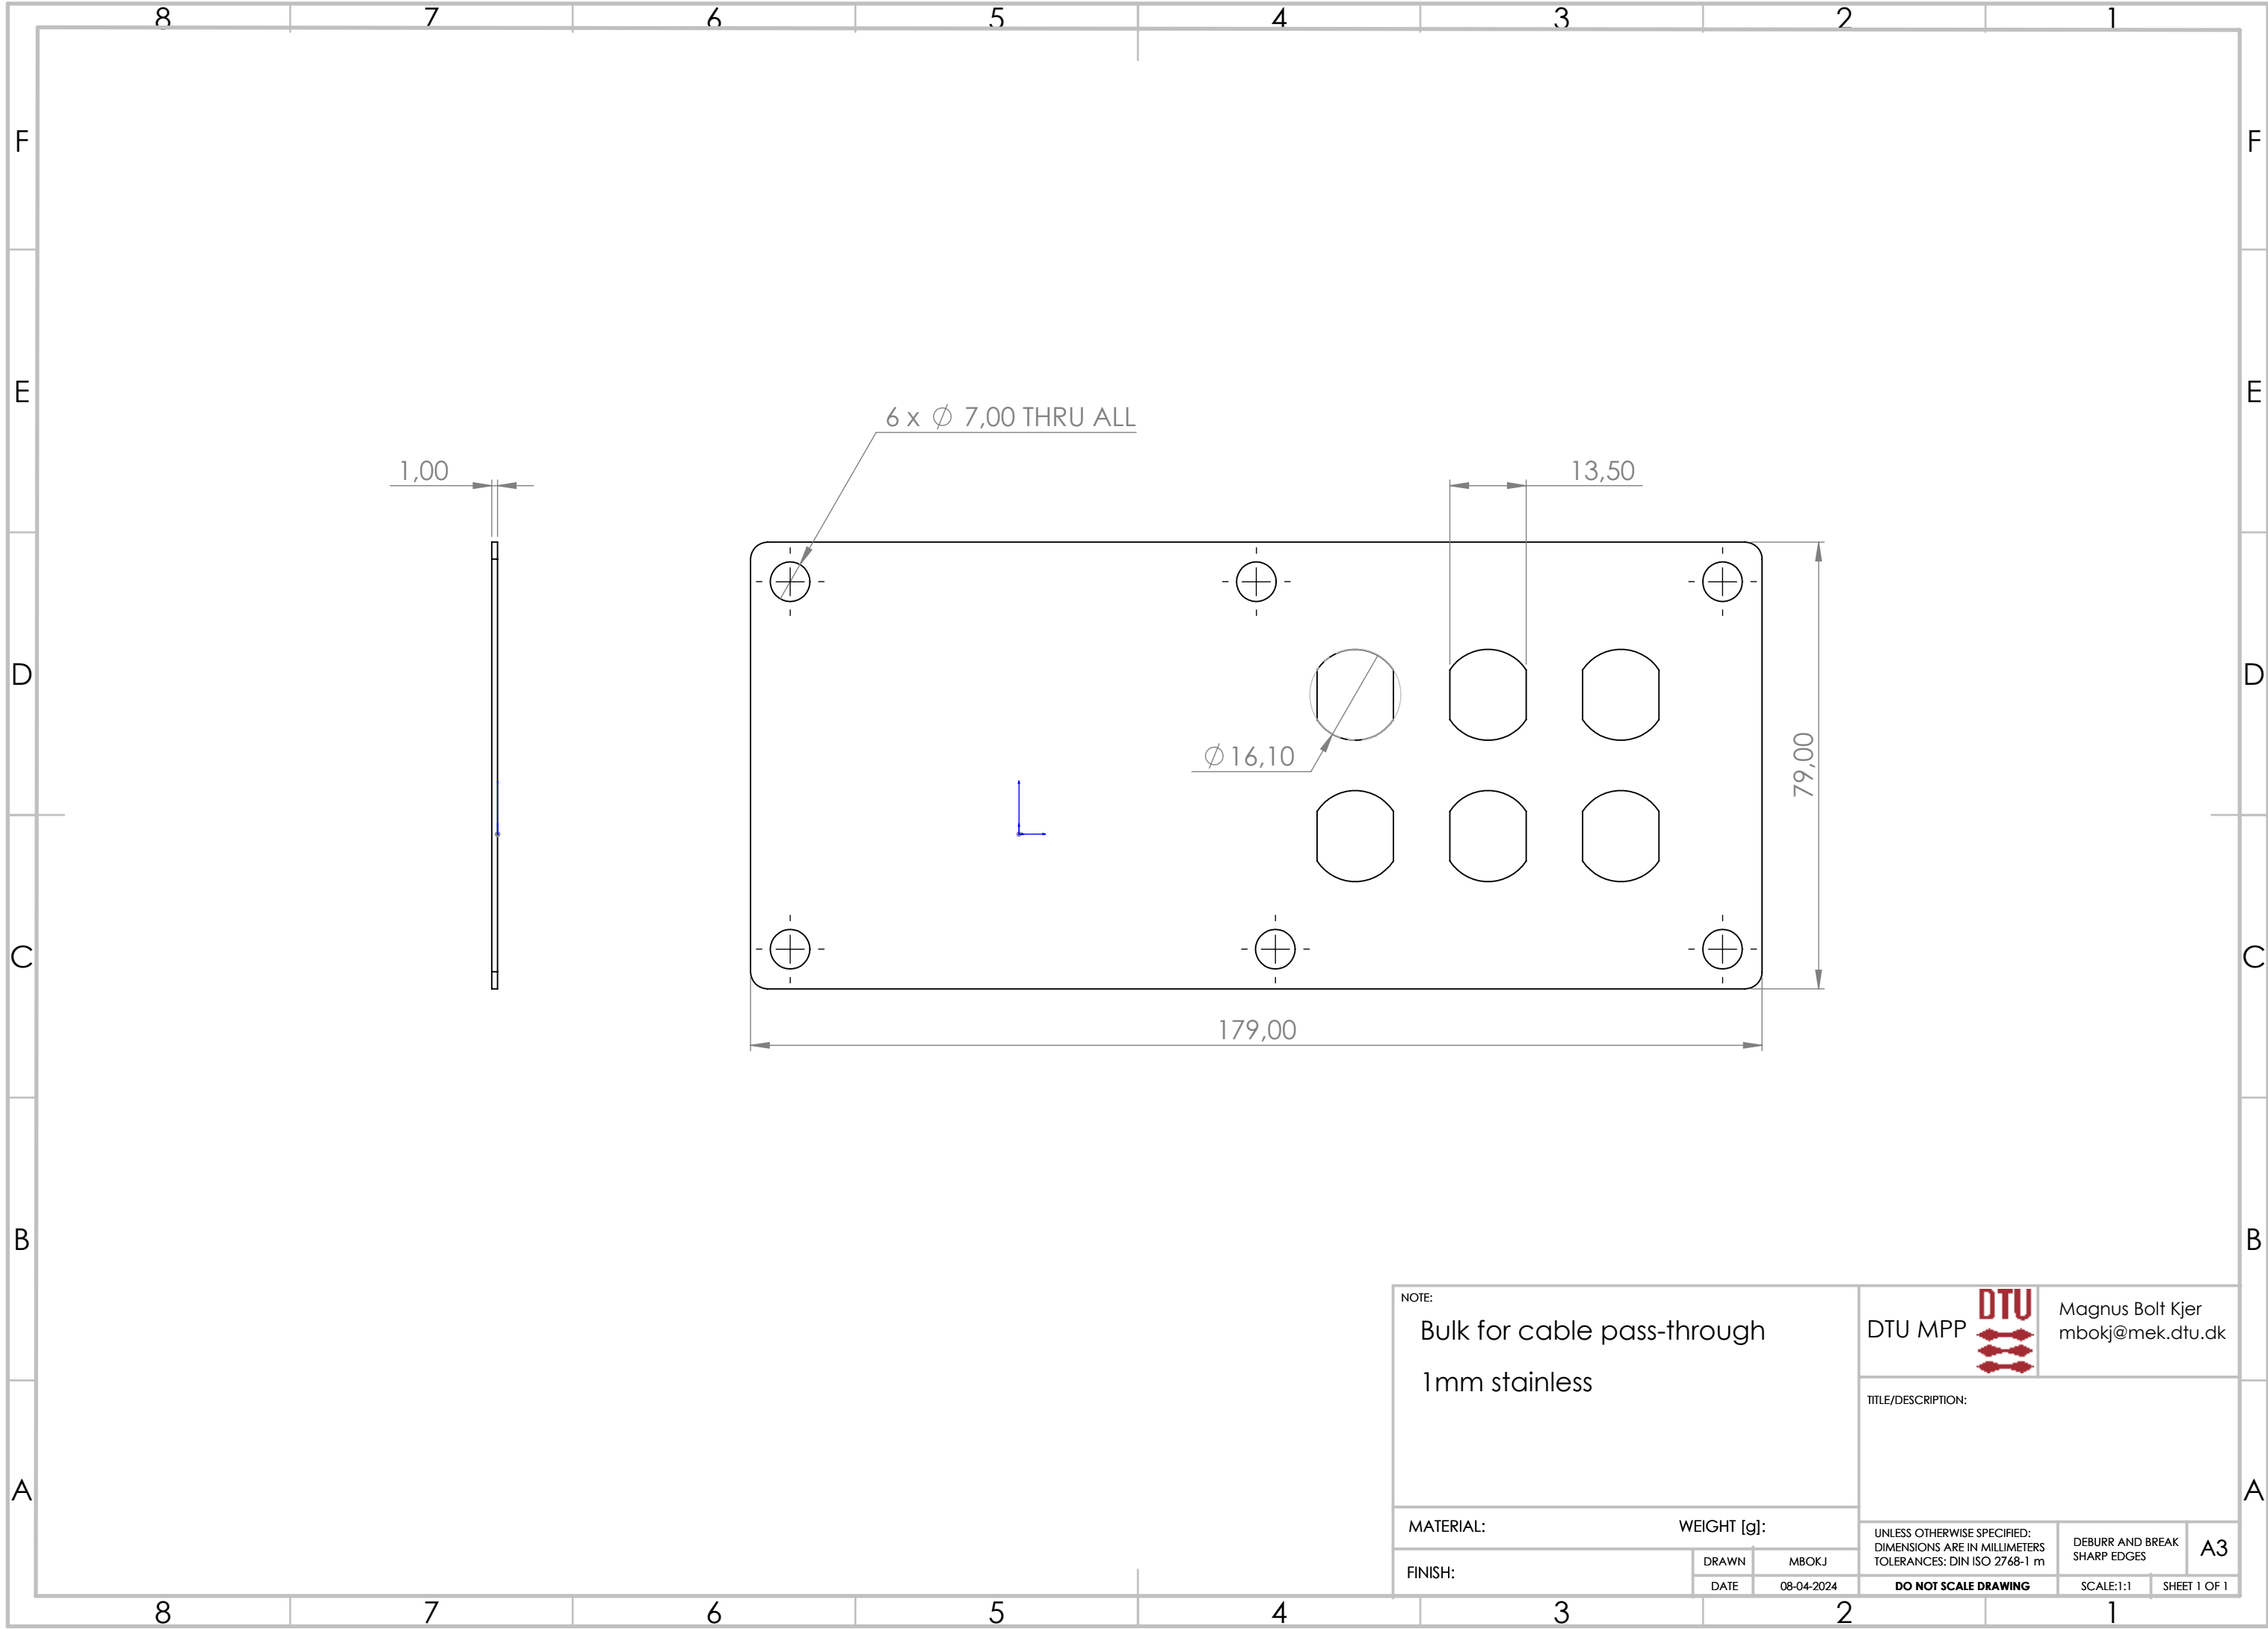 8 7 6 5 4 3 2 1
F F
E E
D D
C C
B B
A A
6 x ∅ 7,00 THRU ALL
1,00
13,50
∅ 16,10
79,00
179,00
NOTE:
Bulk for cable pass-through
1mm stainless
DTU MPP
DTU
Magnus Bolt Kjer
mbokj@mek.dtu.dk
TITLE/DESCRIPTION:
MATERIAL:
WEIGHT [g]:
FINISH:
DRAWN
MBOKJ
DATE
08-04-2024
UNLESS OTHERWISE SPECIFIED:
DIMENSIONS ARE IN MILLIMETERS
TOLERANCES: DIN ISO 2768-1 m
DEBURR AND BREAK
SHARP EDGES
A3
DO NOT SCALE DRAWING
SCALE:1:1
SHEET 1 OF 1
8 7 6 5 4 3 2 1